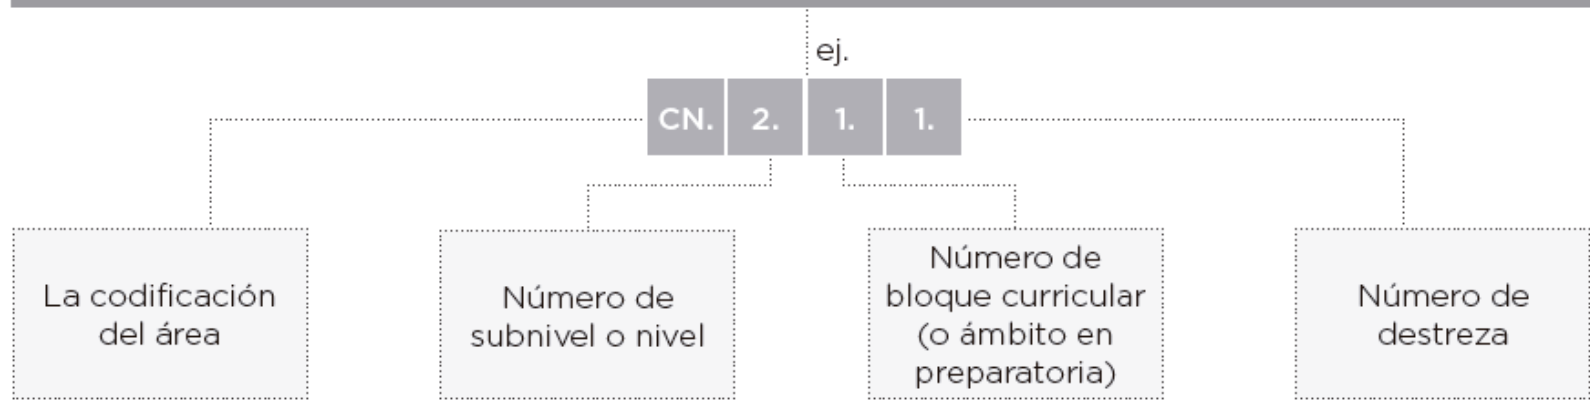 ej.
CN. 2. 1. 1.
La codificación
del área
Número de
subnivel o nivel
Número de
bloque curricular
(o ámbito en
preparatoria)
Número de
destreza